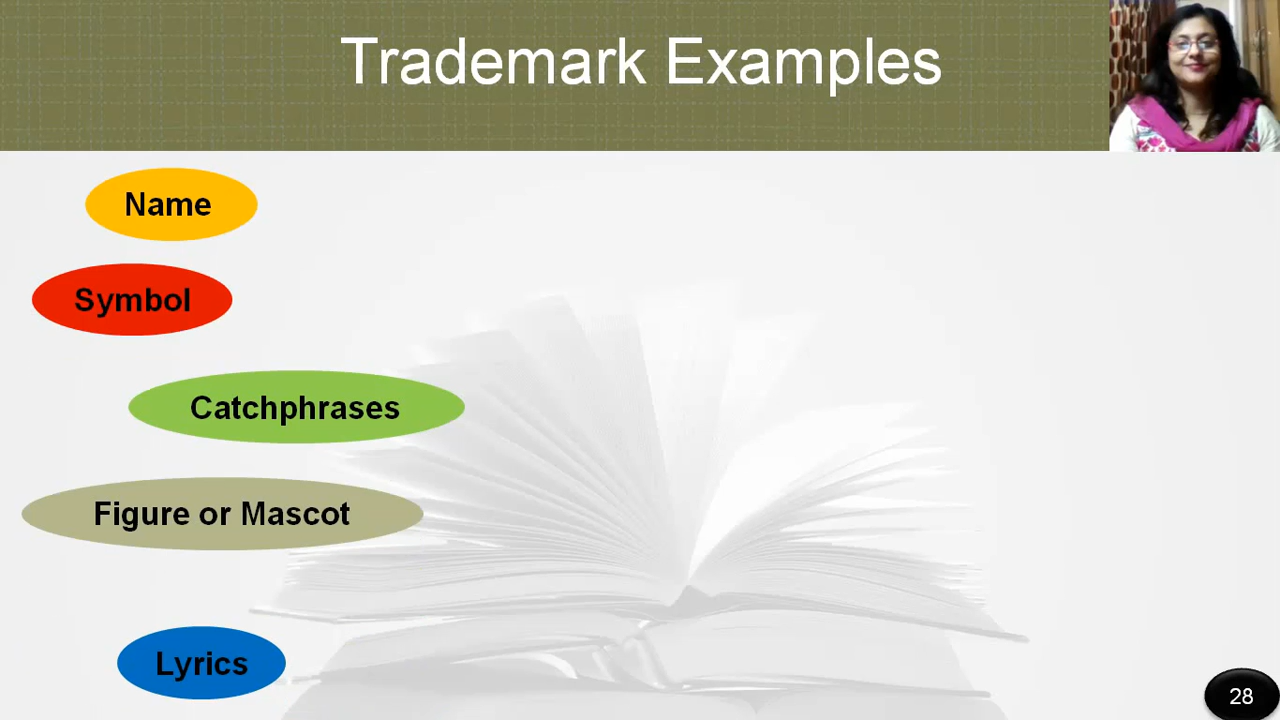 Trademark Examples
Name
Symbol
Catchphrases
Figure or Mascot
Lyrics
28